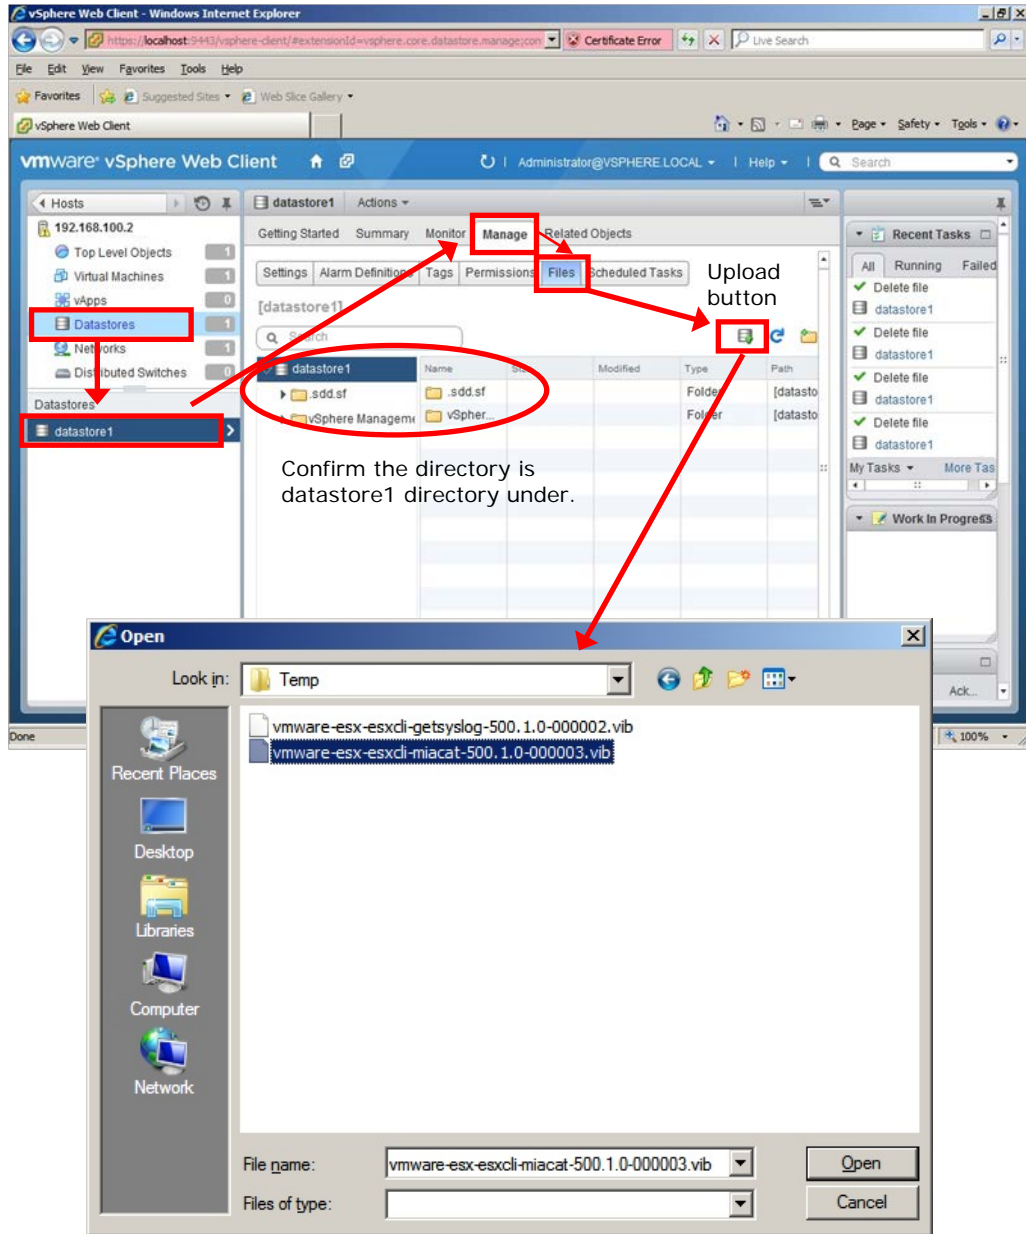 vSphere Web Client - Windows Internet Explorer
https://localhost:9443/vsphere-client/#extensionId=vsphere.core.datastore.manage;con
Certificate Error
Live Search
File Edit View Favorites Tools Help
Favorites Suggested Sites Web Slice Gallery
vSphere Web Client
Page Safety Tools
vmware vSphere Web Client
Administrator@VSPHERE.LOCAL
Help
Search
Hosts
192.168.100.2
Top Level Objects 1
Virtual Machines 1
vApps 0
Datastores 1
Networks 1
Distributed Switches 0
Datastores
datastore1
datastore1 Actions
Getting Started Summary Monitor Manage Related Objects
Settings Alarm Definitions Tags Permissions Files Scheduled Tasks
Upload
button
[datastore1]
Search
datastore1
.sdd.sf
vSphere Manageme
Name Modified Type Path
.sdd.sf Folder [datasto
vSpher... Folder [datasto
Confirm the directory is
datastore1 directory under.
Recent Tasks
All Running Failed
Delete file
datastore1
Delete file
datastore1
Delete file
datastore1
Delete file
datastore1
My Tasks More Tas
Work In Progress
Ack...
Done
100%
Open
Look in: Temp
vmware-esx-esxcli-getsyslog-500.1.0-000002.vib
vmware-esx-esxcli-miacat-500.1.0-000003.vib
Recent Places
Desktop
Libraries
Computer
Network
File name: vmware-esx-esxcli-miacat-500.1.0-000003.vib
Open
Files of type:
Cancel